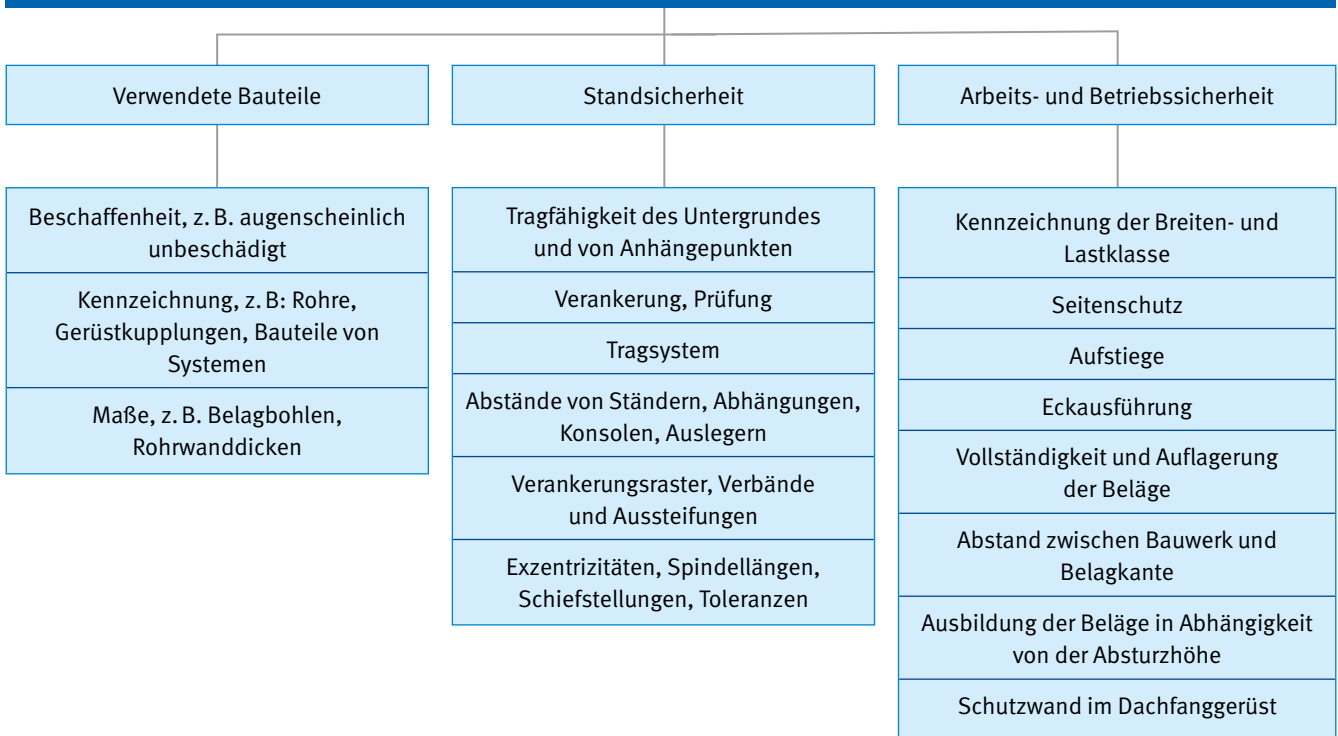 Verwendete Bauteile
Beschaffenheit, z. B. augenscheinlich
unbeschädigt
Kennzeichnung, z. B: Rohre,
Gerüstkupplungen, Bauteile von
Systemen
Maße, z. B. Belagbohlen,
Rohrwanddicken
Standsicherheit
Tragfähigkeit des Untergrundes
und von Anhängepunkten
Verankerung, Prüfung
Tragsystem
Abstände von Ständern, Abhängungen,
Konsolen, Auslegern
Verankerungsraster, Verbände
und Aussteifungen
Exzentrizitäten, Spindellängen,
Schiefstellungen, Toleranzen
Arbeits- und Betriebssicherheit
Kennzeichnung der Breiten- und
Lastklasse
Seitenschutz
Aufstiege
Eckausführung
Vollständigkeit und Auflagerung
der Beläge
Abstand zwischen Bauwerk und
Belagkante
Ausbildung der Beläge in Abhängigkeit
von der Absturzhöhe
Schutzwand im Dachfanggerüst